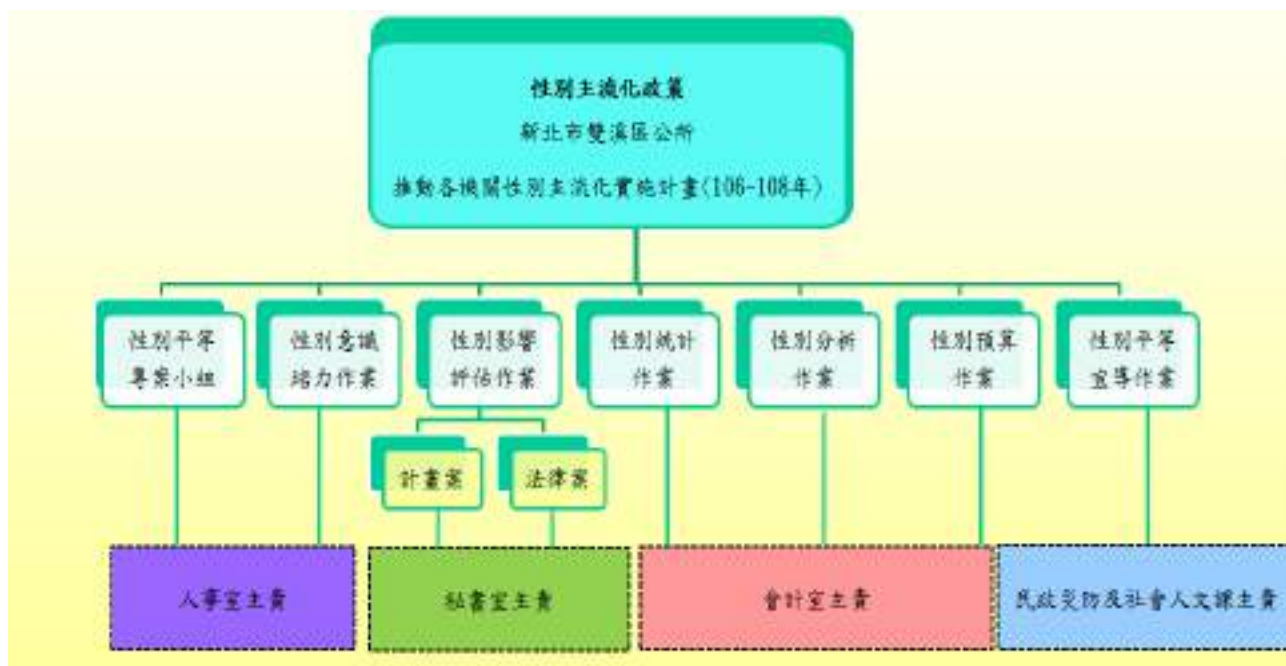 性別主流化政策
新北市雙溪區公所
推動各機關性別主流化實施計畫(106-108年)
性別平等
專案小組
性別意識
培力作業
性別影響
評估作業
性別統計
作業
性別分析
作業
性別預算
作業
性別平等
宣導作業
計畫案
法律案
人事室主責
秘書室主責
會計室主責
民政災防及社會人文課主責